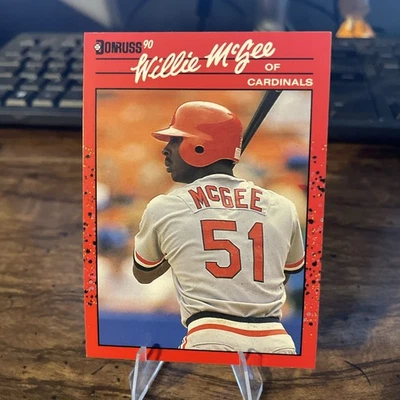 DONRUSS 90
Willie McGee
OF
CARDINALS
McGEE
51